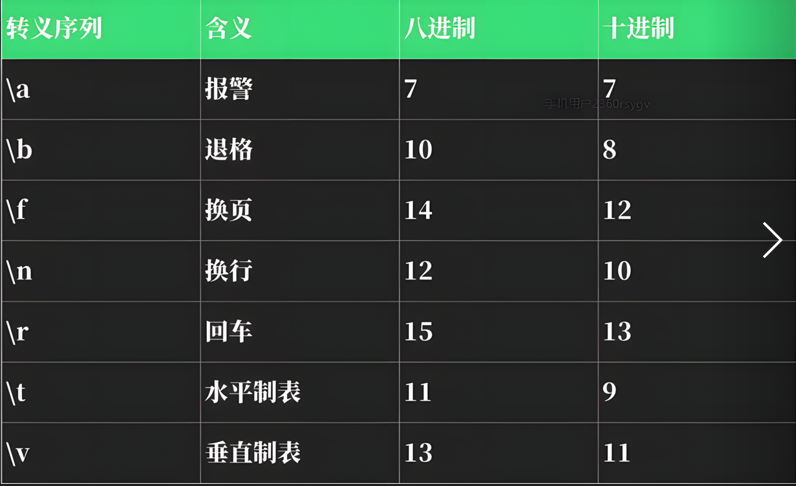 转义序列 含义 八进制 十进制
\a 报警 7 7
\b 退格 10 8
\f 换页 14 12
\n 换行 12 10
\r 回车 15 13
\t 水平制表 11 9
\v 垂直制表 13 11